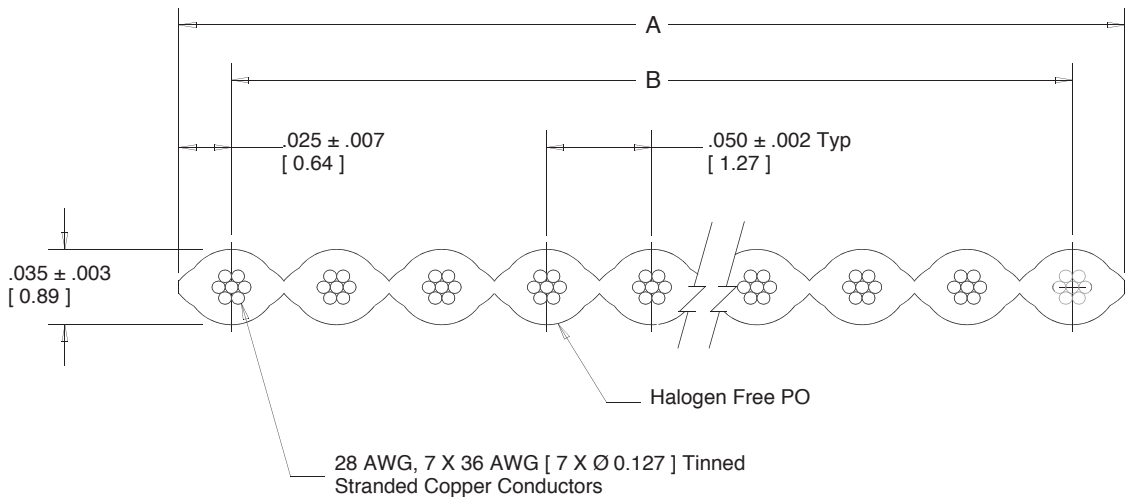 A
B
.025 ± .007
[ 0.64 ]
.050 ± .002 Typ
[ 1.27 ]
.035 ± .003
[ 0.89 ]
Halogen Free PO
28 AWG, 7 X 36 AWG [ 7 X Ø 0.127 ] Tinned
Stranded Copper Conductors